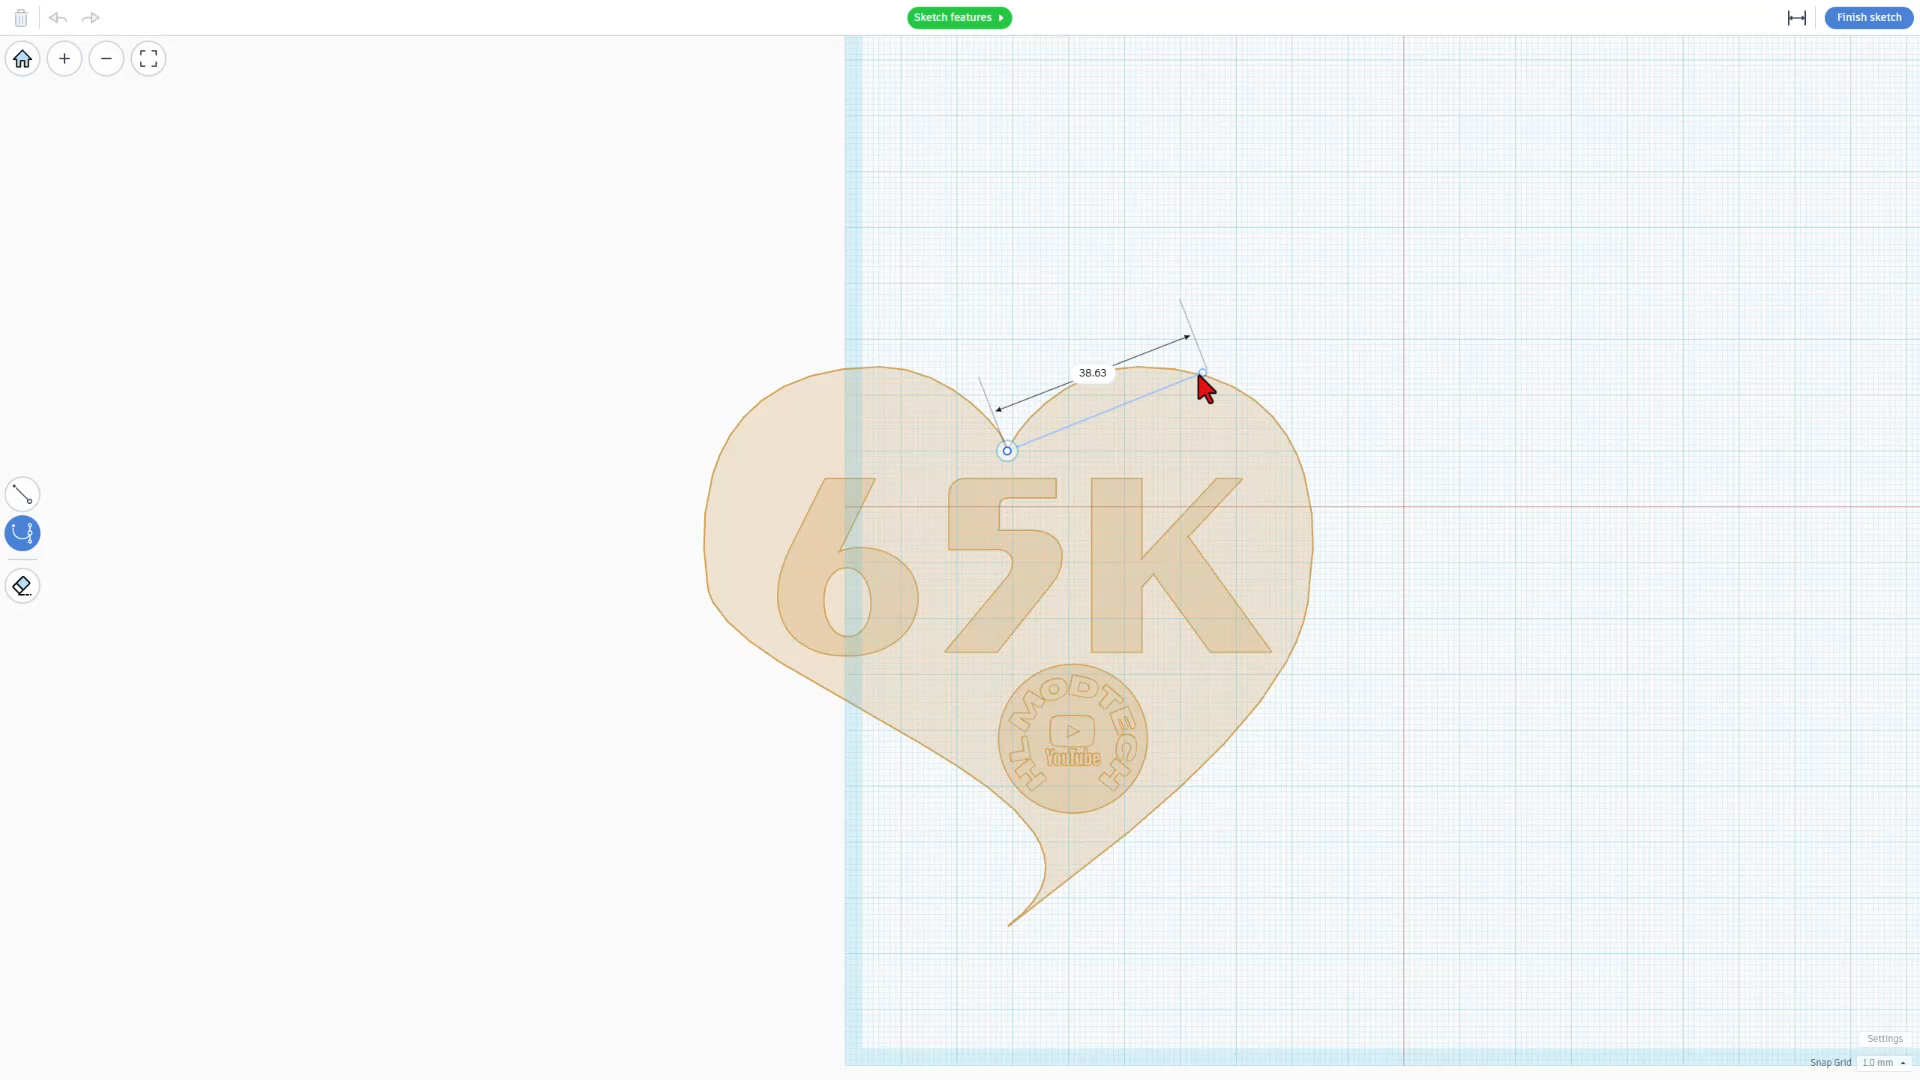 Sketch features
Finish sketch
38.63
65K
HL MODTECH
YouTube
Settings
Snap Grid 1.0 mm